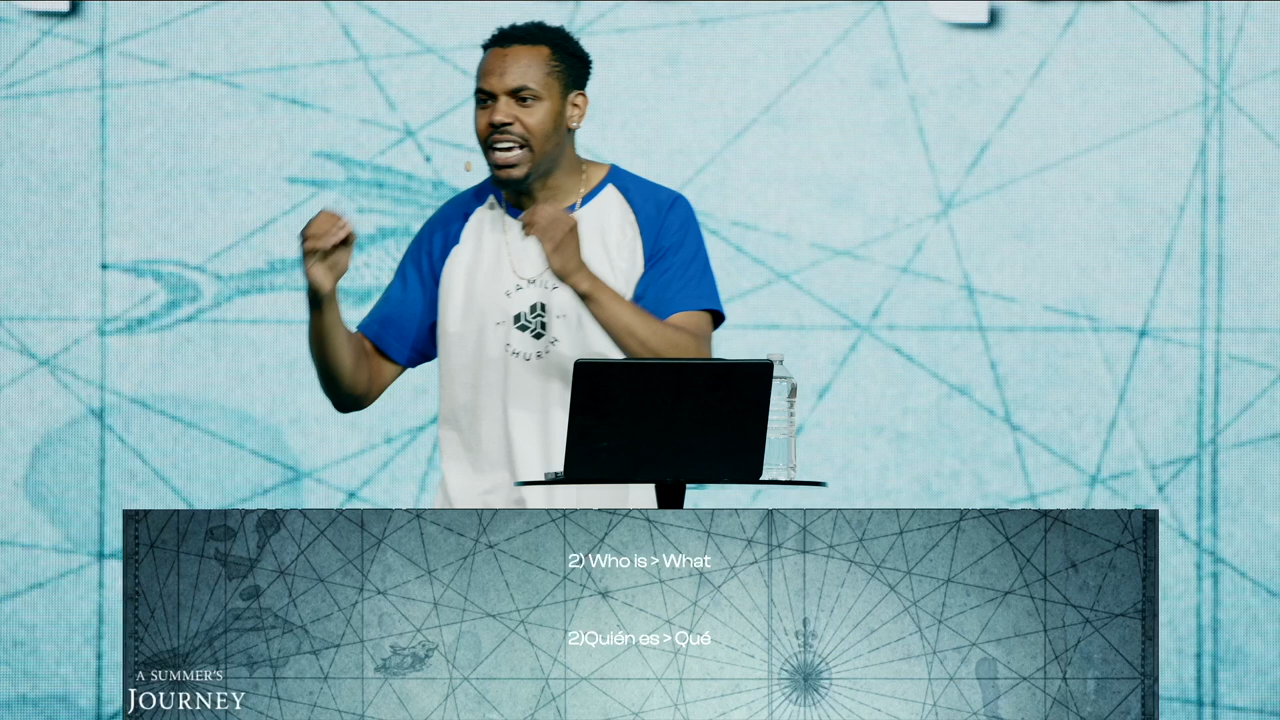 FAMILY
CHURCH
2) Who is > What
2)Quién es > Qué
A SUMMER'S
JOURNEY